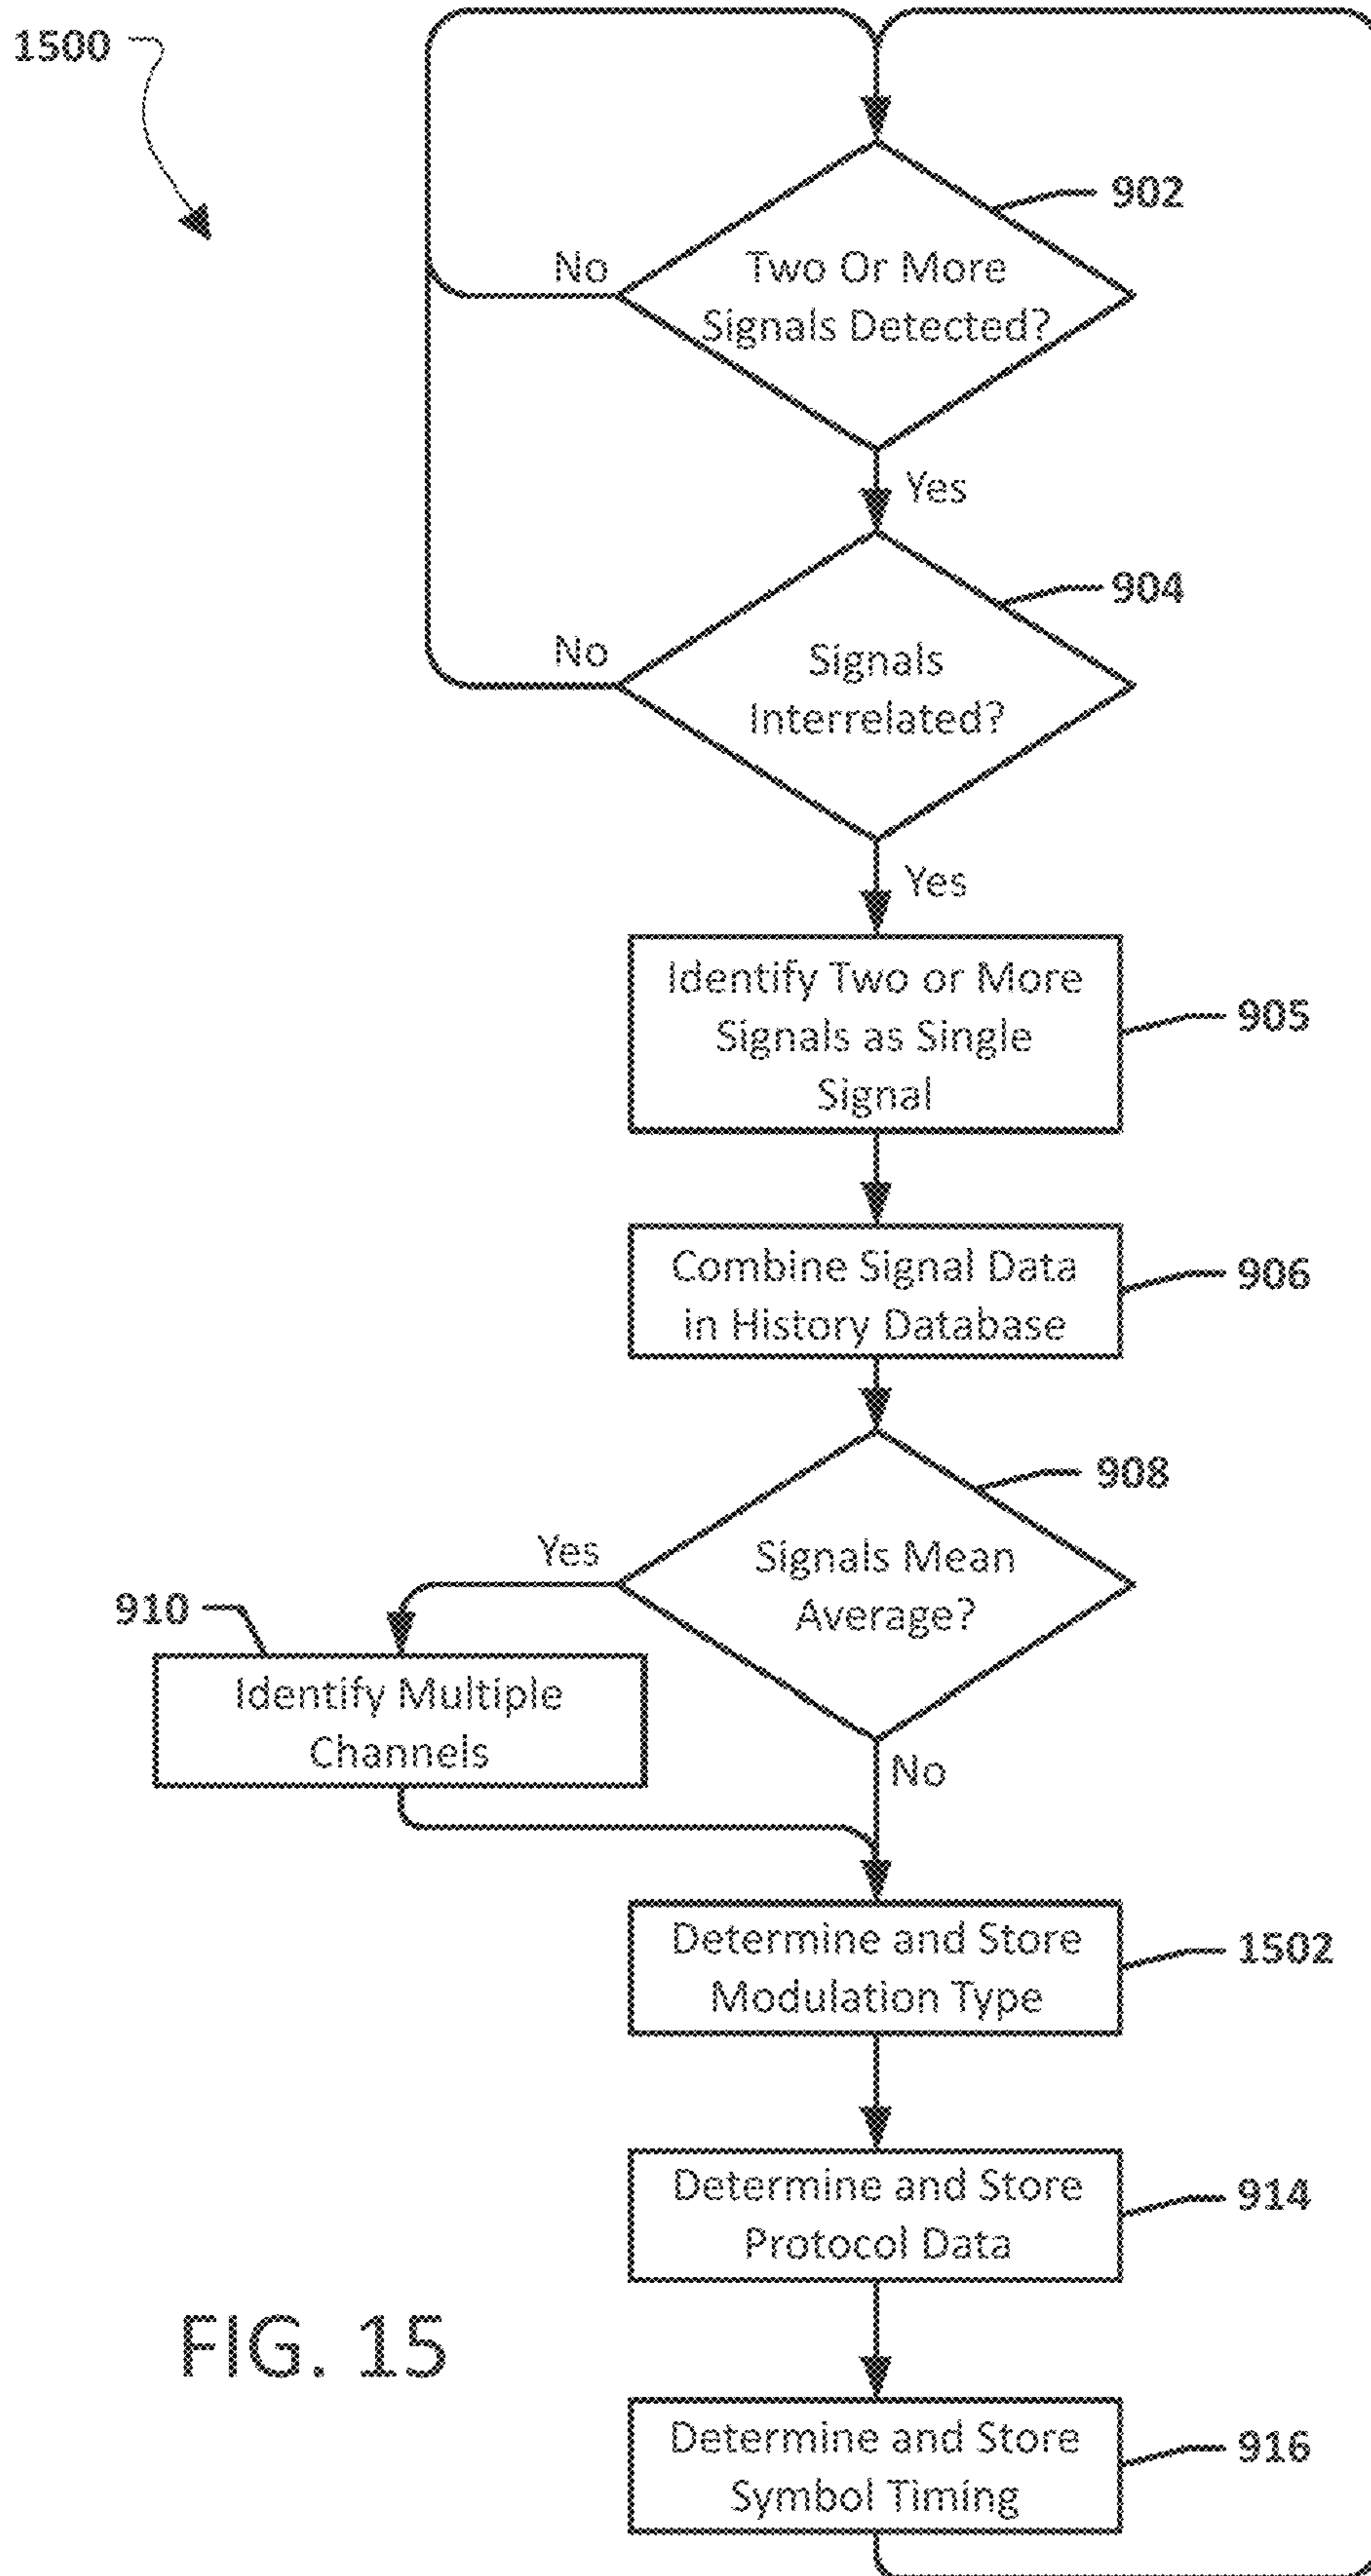 1500
902
No
Two Or More
Signals Detected?
Yes
904
No
Signals
Interrelated?
Yes
Identify Two or More
Signals as Single
Signal
905
Combine Signal Data
in History Database
906
908
Yes
Signals Mean
Average?
910
Identify Multiple
Channels
No
Determine and Store
Modulation Type
1502
Determine and Store
Protocol Data
914
FIG. 15
Determine and Store
Symbol Timing
916